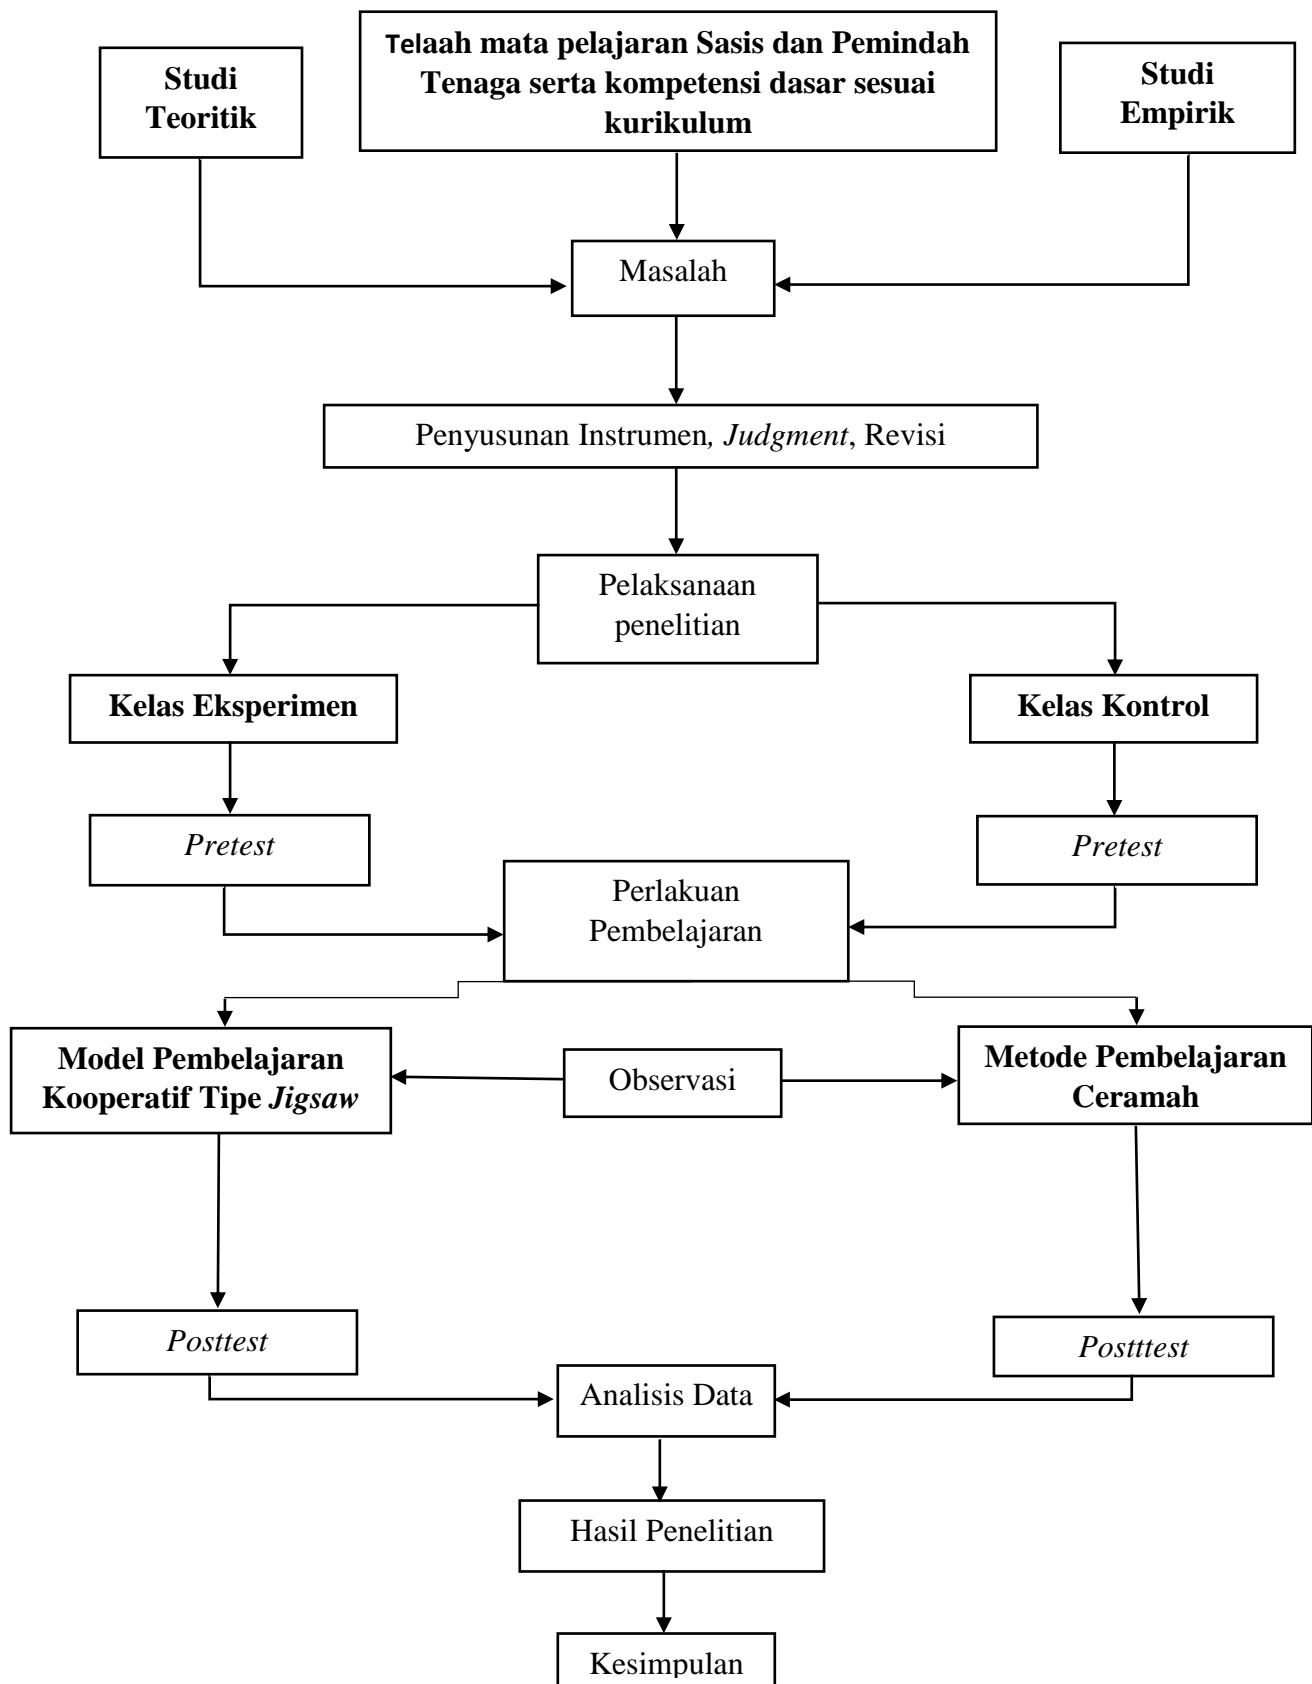 Studi
Teoritik
Telaah mata pelajaran Sasis dan Pemindah
Tenaga serta kompetensi dasar sesuai
kurikulum
Studi
Empirik
Masalah
Penyusunan Instrumen, Judgment, Revisi
Pelaksanaan
penelitian
Kelas Eksperimen
Kelas Kontrol
Pretest
Pretest
Perlakuan
Pembelajaran
Model Pembelajaran
Kooperatif Tipe Jigsaw
Observasi
Metode Pembelajaran
Ceramah
Posttest
Postttest
Analisis Data
Hasil Penelitian
Kesimpulan